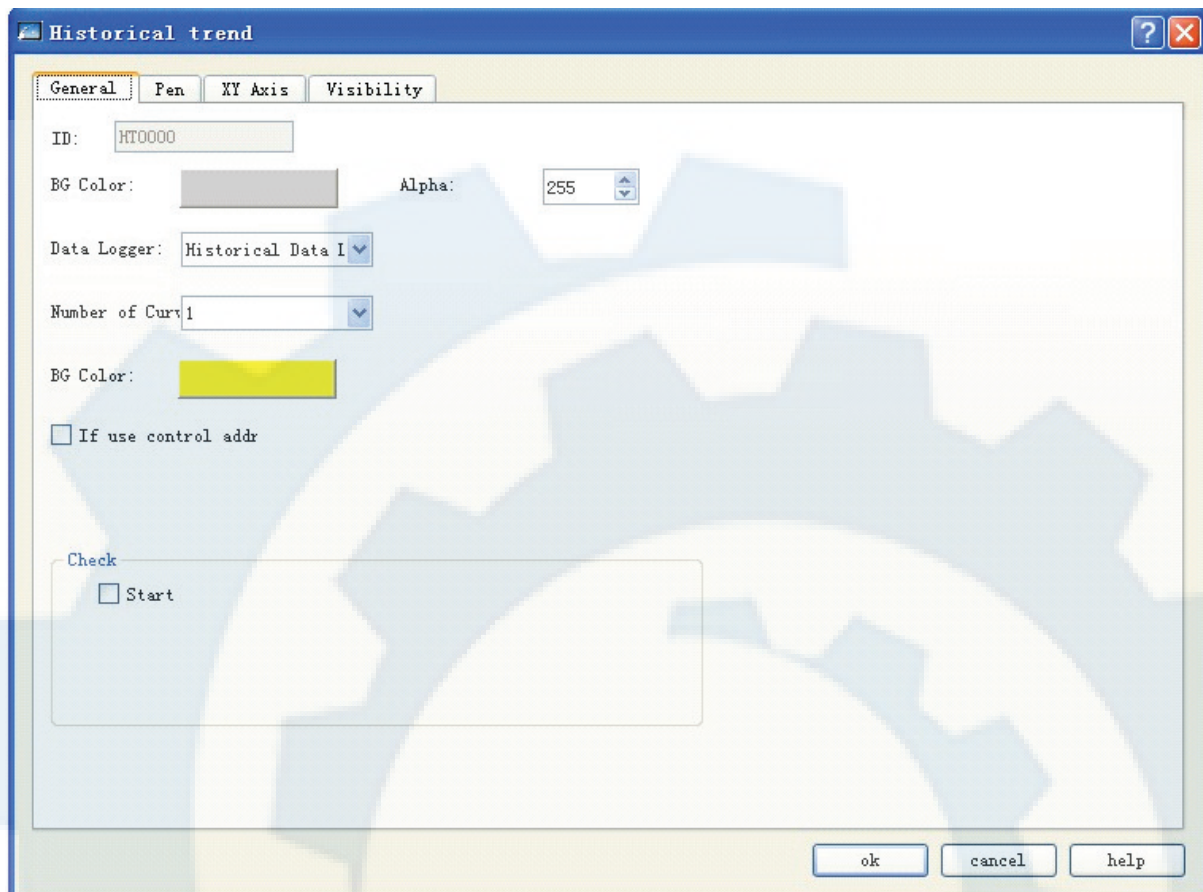 Historical trend
General Pen XY Axis Visibility
ID: HT0000
BG Color: Alpha: 255
Data Logger: Historical Data
Number of Curv 1
BG Color:
If use control addr
Check
Start
ok cancel help